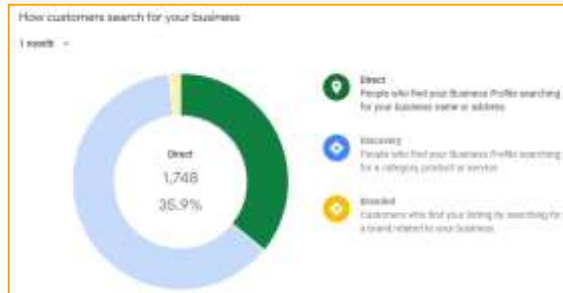 How customers search for your business
1 month
Direct
1,748
35.9%
Direct
People who find your Business Profile searching
for your business name or address
Discovery
People who find your Business Profile searching
for a category, product or service
Branded
Customers who find your listing by searching for
a brand related to your business